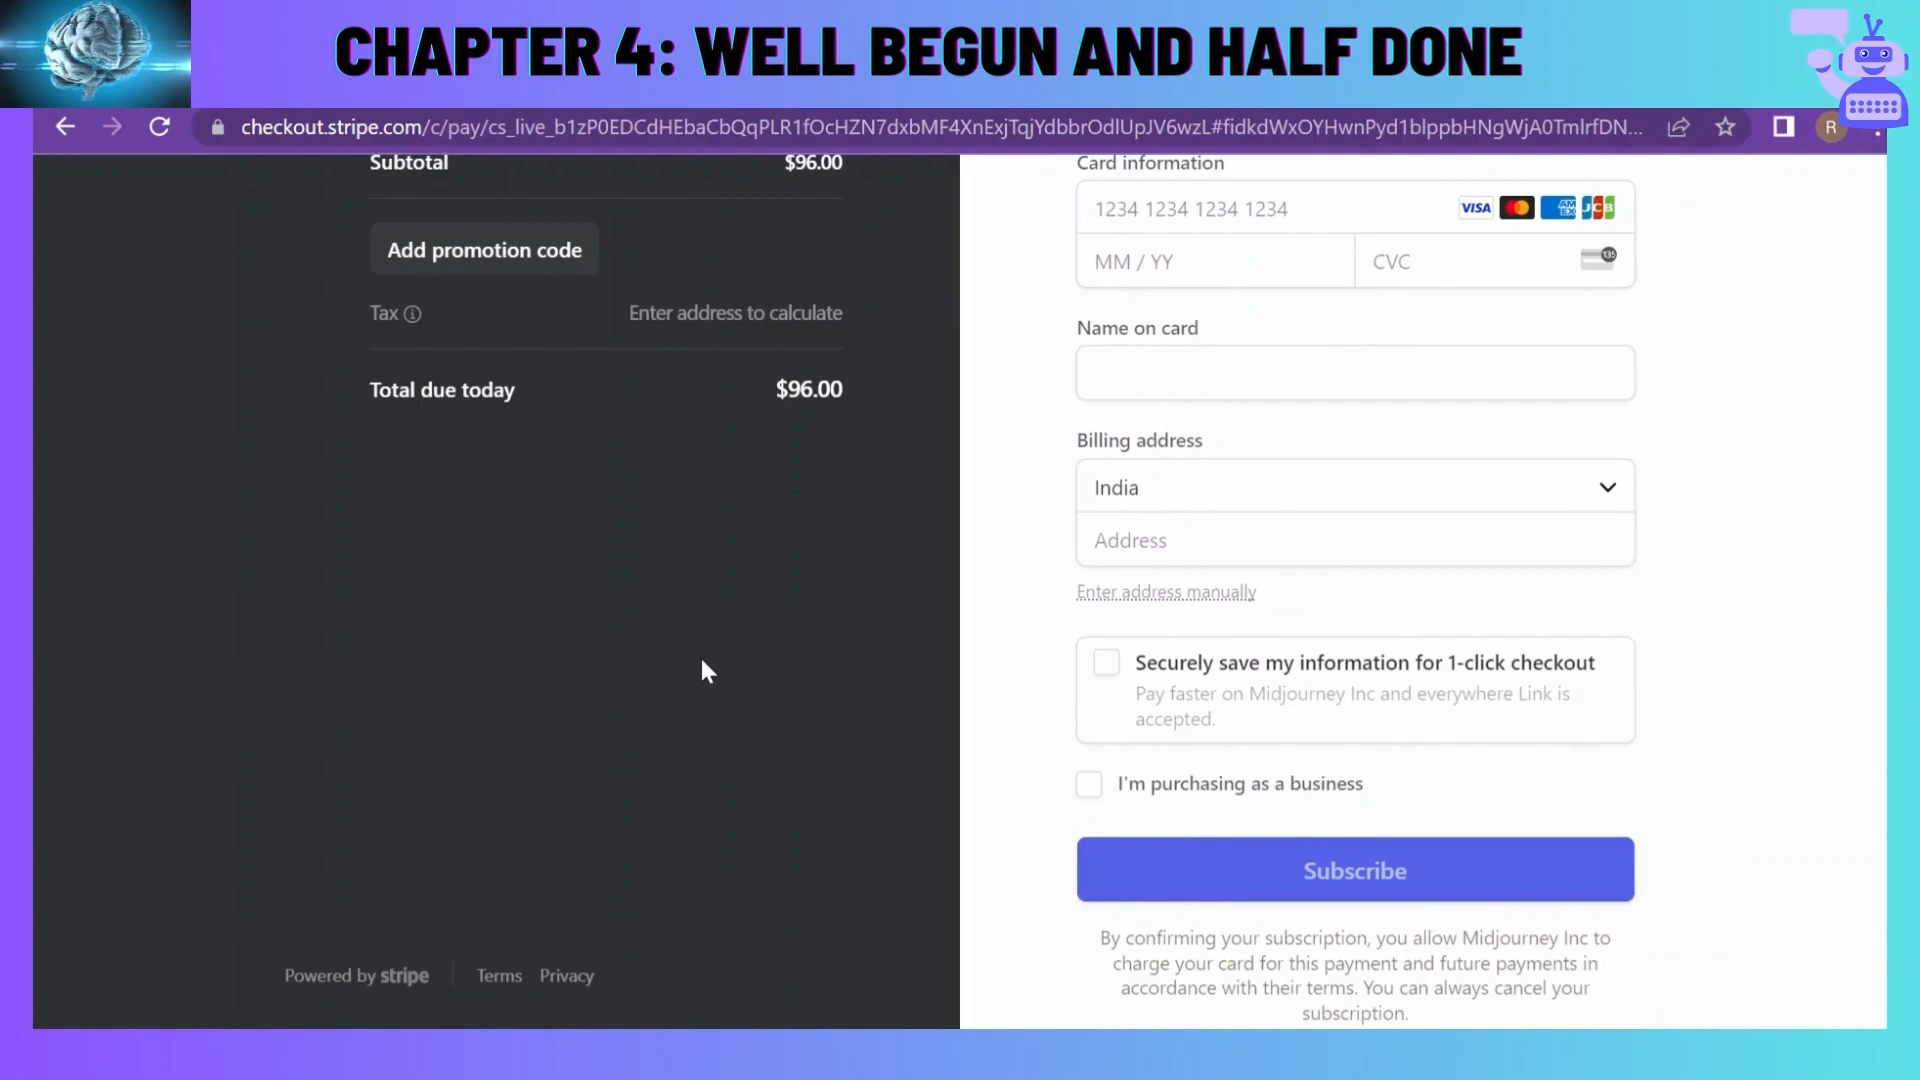 CHAPTER 4: WELL BEGUN AND HALF DONE
checkout.stripe.com/c/pay/cs_live_b1zP0EDCdHEbaCbQqPLR1fOcHZN7dxbMF4XnExjTqjYdbbrOdlUpJV6wzL#fidkdWxOYHwnPyd1blppbHNgWjA0TmlrfDN...
R
Subtotal $96.00
Add promotion code
Tax Enter address to calculate
Total due today $96.00
Powered by stripe Terms Privacy
Card information
1234 1234 1234 1234 VISA AM EX JCB
MM / YY CVC 135
Name on card
Billing address
India
Address
Enter address manually
Securely save my information for 1-click checkout
Pay faster on Midjourney Inc and everywhere Link is
accepted.
I'm purchasing as a business
Subscribe
By confirming your subscription, you allow Midjourney Inc to
charge your card for this payment and future payments in
accordance with their terms. You can always cancel your
subscription.